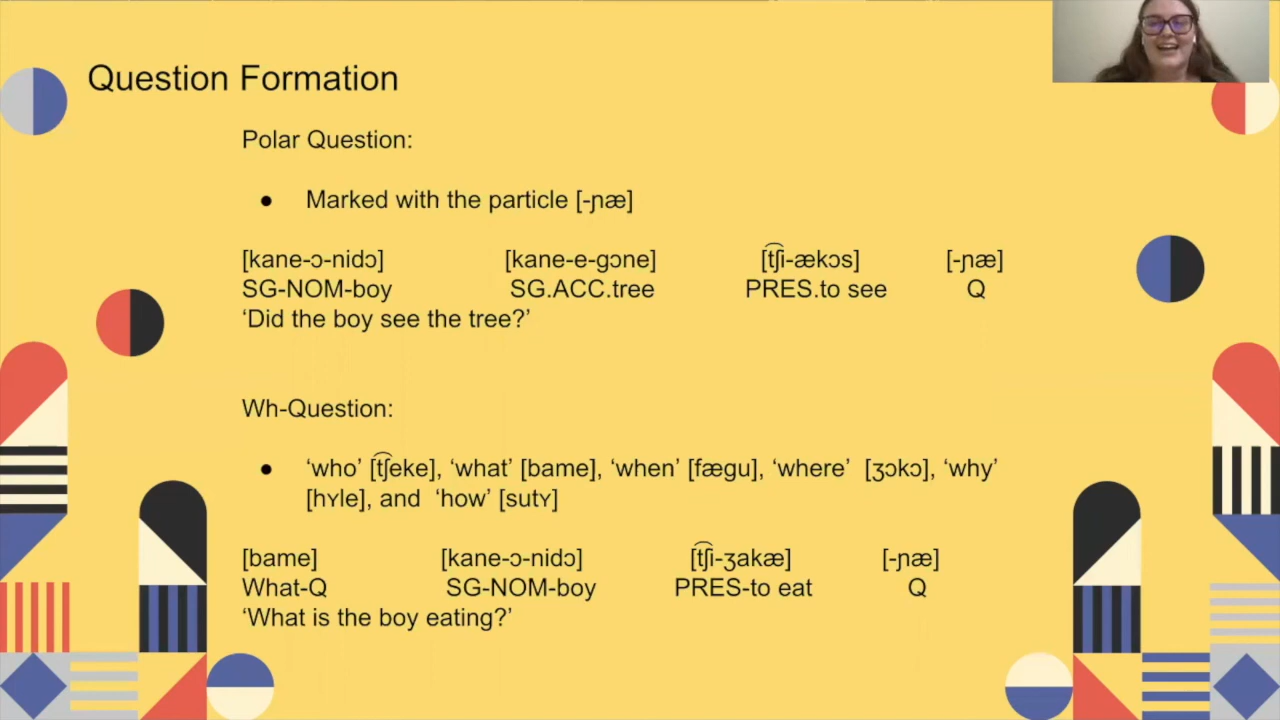 Question Formation
Polar Question:
● Marked with the particle [-ɲæ]
[kane-ɔ-nidɔ] [kane-e-gɔne] [t͡ʃi-ækɔs] [-ɲæ]
SG-NOM-boy SG.ACC.tree PRES.to see Q
‘Did the boy see the tree?’
Wh-Question:
● ‘who’ [t͡ʃeke], ‘what’ [bame], ‘when’ [fægu], ‘where’ [ʒɔkɔ], ‘why’
[hʏle], and ‘how’ [sutʏ]
[bame] [kane-ɔ-nidɔ] [t͡ʃi-ʒakæ] [-ɲæ]
What-Q SG-NOM-boy PRES-to eat Q
‘What is the boy eating?’